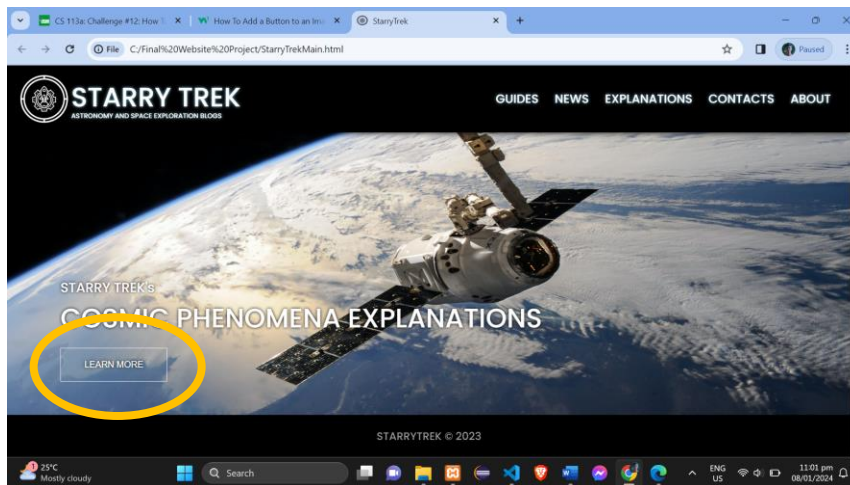 CS 113a: Challenge #12: How T
How To Add a Button to an Ima
StarryTrek
File
C:/Final%20Website%20Project/StarryTrekMain.html
Paused
STARRY TREK
ASTRONOMY AND SPACE EXPLORATION BLOGS
GUIDES NEWS EXPLANATIONS CONTACTS ABOUT
STARRY TREK's
COSMIC PHENOMENA EXPLANATIONS
LEARN MORE
STARRYTREK © 2023
1
25°C
Mostly cloudy
Search
ENG
US
11:01 pm
08/01/2024